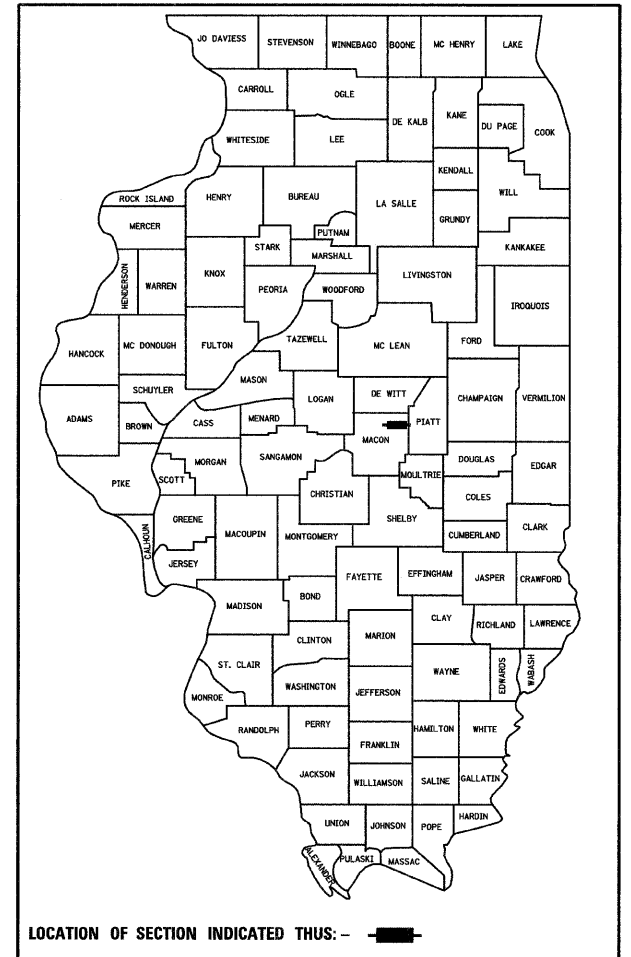 JO DAVIESS
STEVENSON
WINNEBAGO
BOONE
MC HENRY
LAKE
CARROLL
OGLE
DE KALB
KANE
DU PAGE
COOK
WHITESIDE
LEE
KENDALL
WILL
ROCK ISLAND
HENRY
BUREAU
LA SALLE
GRUNDY
MERCER
PUTNAM
STARK
MARSHALL
KANKAKEE
HENDERSON
WARREN
KNOX
PEORIA
WOODFORD
LIVINGSTON
IROQUOIS
HANCOCK
MC DONOUGH
FULTON
TAZEWELL
MC LEAN
FORD
SCHUYLER
MASON
ADAMS
BROWN
CASS
MENARD
LOGAN
DE WITT
CHAMPAIGN
VERMILION
PIATT
MACON
PIKE
SCOTT
MORGAN
SANGAMON
CHRISTIAN
MOULTRIE
DOUGLAS
EDGAR
COLES
CALHOUN
GREENE
MACOUPIN
MONTGOMERY
SHELBY
CUMBERLAND
CLARK
JERSEY
FAYETTE
EFFINGHAM
JASPER
CRAWFORD
MADISON
BOND
CLAY
RICHLAND
LAWRENCE
CLINTON
MARION
ST. CLAIR
WAYNE
EDWARDS
WABASH
WASHINGTON
JEFFERSON
MONROE
RANDOLPH
PERRY
HAMILTON
WHITE
FRANKLIN
JACKSON
WILLIAMSON
SALINE
GALLATIN
UNION
JOHNSON
POPE
HARDIN
ALEXANDER
PULASKI
MASSAC
LOCATION OF SECTION INDICATED THUS: –